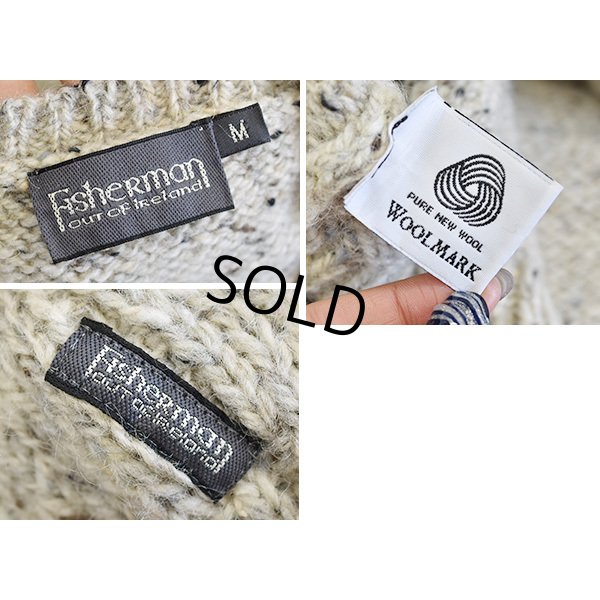 Fisherman
OUT OF IRELAND
M
PURE NEW WOOL
WOOLMARK
SOLD
Fisherman
OUT OF IRELAND